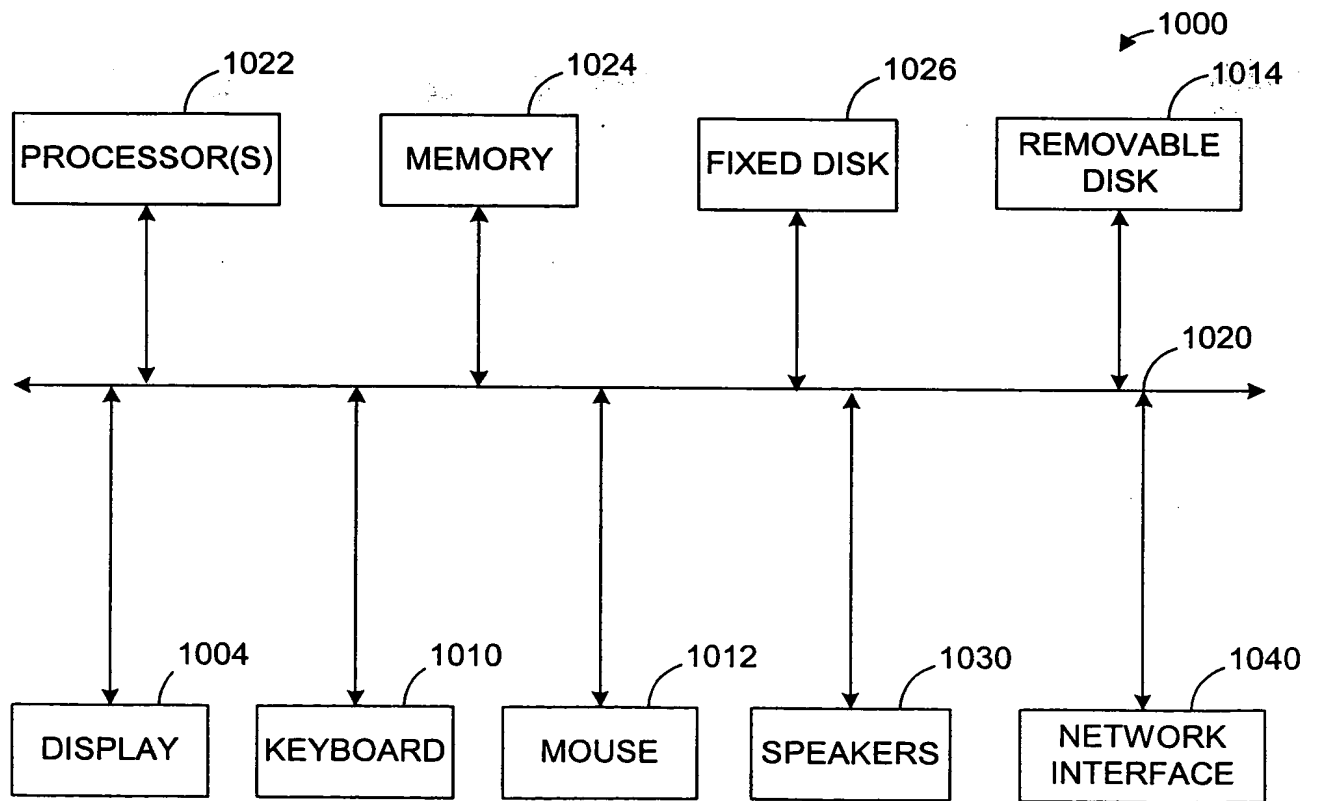 1000
1022
1024
1026
1014
PROCESSOR(S)
MEMORY
FIXED DISK
REMOVABLE
DISK
1020
1004
1010
1012
1030
1040
DISPLAY
KEYBOARD
MOUSE
SPEAKERS
NETWORK
INTERFACE